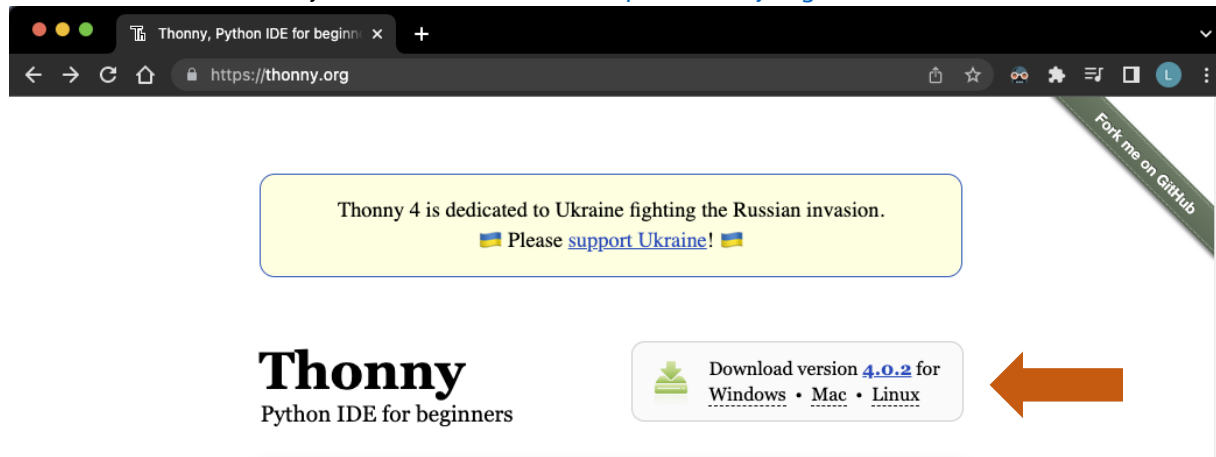 Thonny, Python IDE for beginn
https://thonny.org
L
Fork me on GitHub
Thonny 4 is dedicated to Ukraine fighting the Russian invasion.
🇺🇦 Please support Ukraine! 🇺🇦
Thonny
Python IDE for beginners
Download version 4.0.2 for
Windows • Mac • Linux